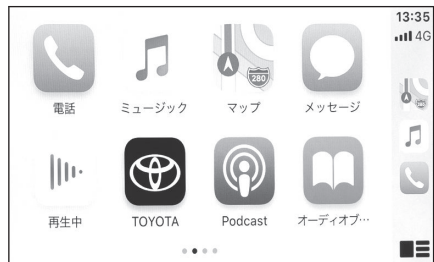 13:35
4G
電話
ミュージック
マップ
280
メッセージ
再生中
TOYOTA
Podcast
オーディオブ…